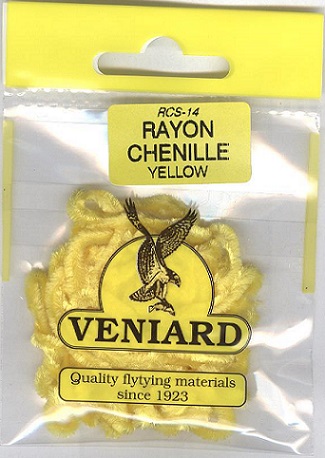 RCS-14
RAYON
CHENILLE
YELLOW
VENIARD
Quality flytying materials
since 1923